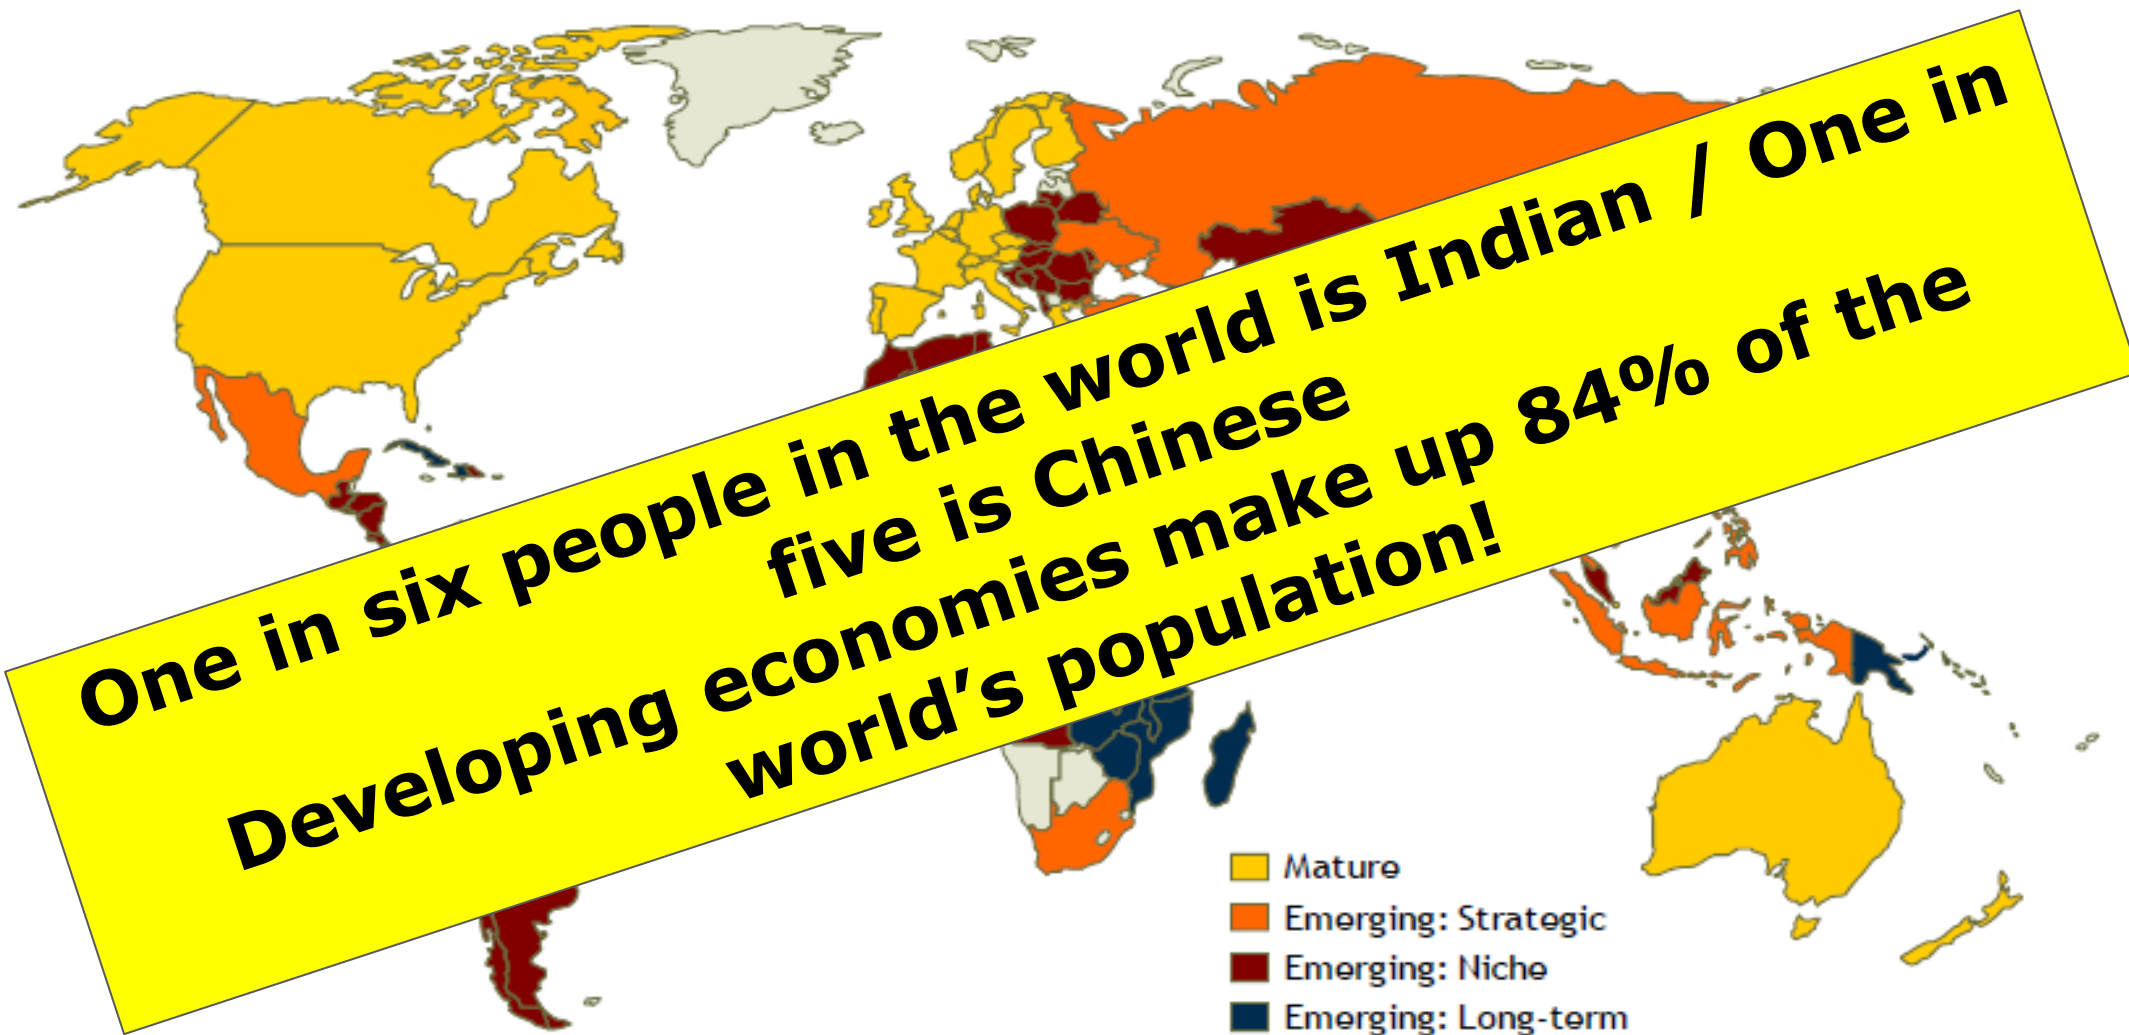 One in six people in the world is Indian / One in
five is Chinese
Developing economies make up 84% of the
world’s population!
Mature
Emerging: Strategic
Emerging: Niche
Emerging: Long-term